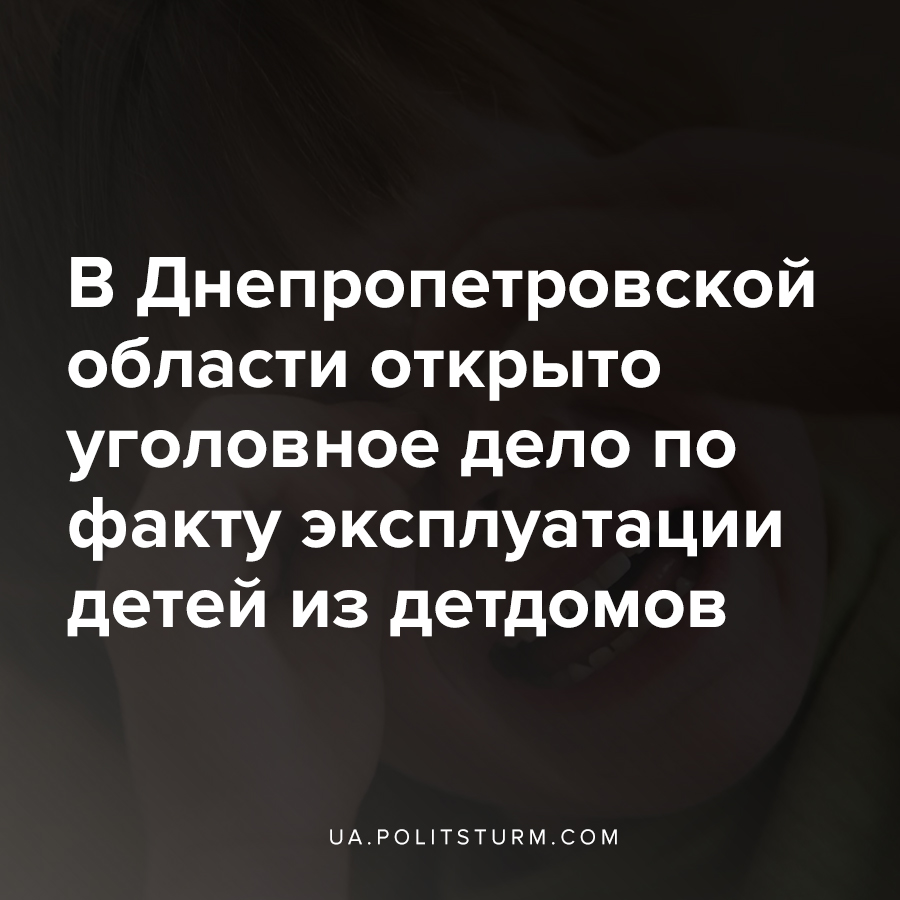 В Днепропетровской
области открыто
уголовное дело по
факту эксплуатации
детей из детдомов
UA.POLITSTURM.COM